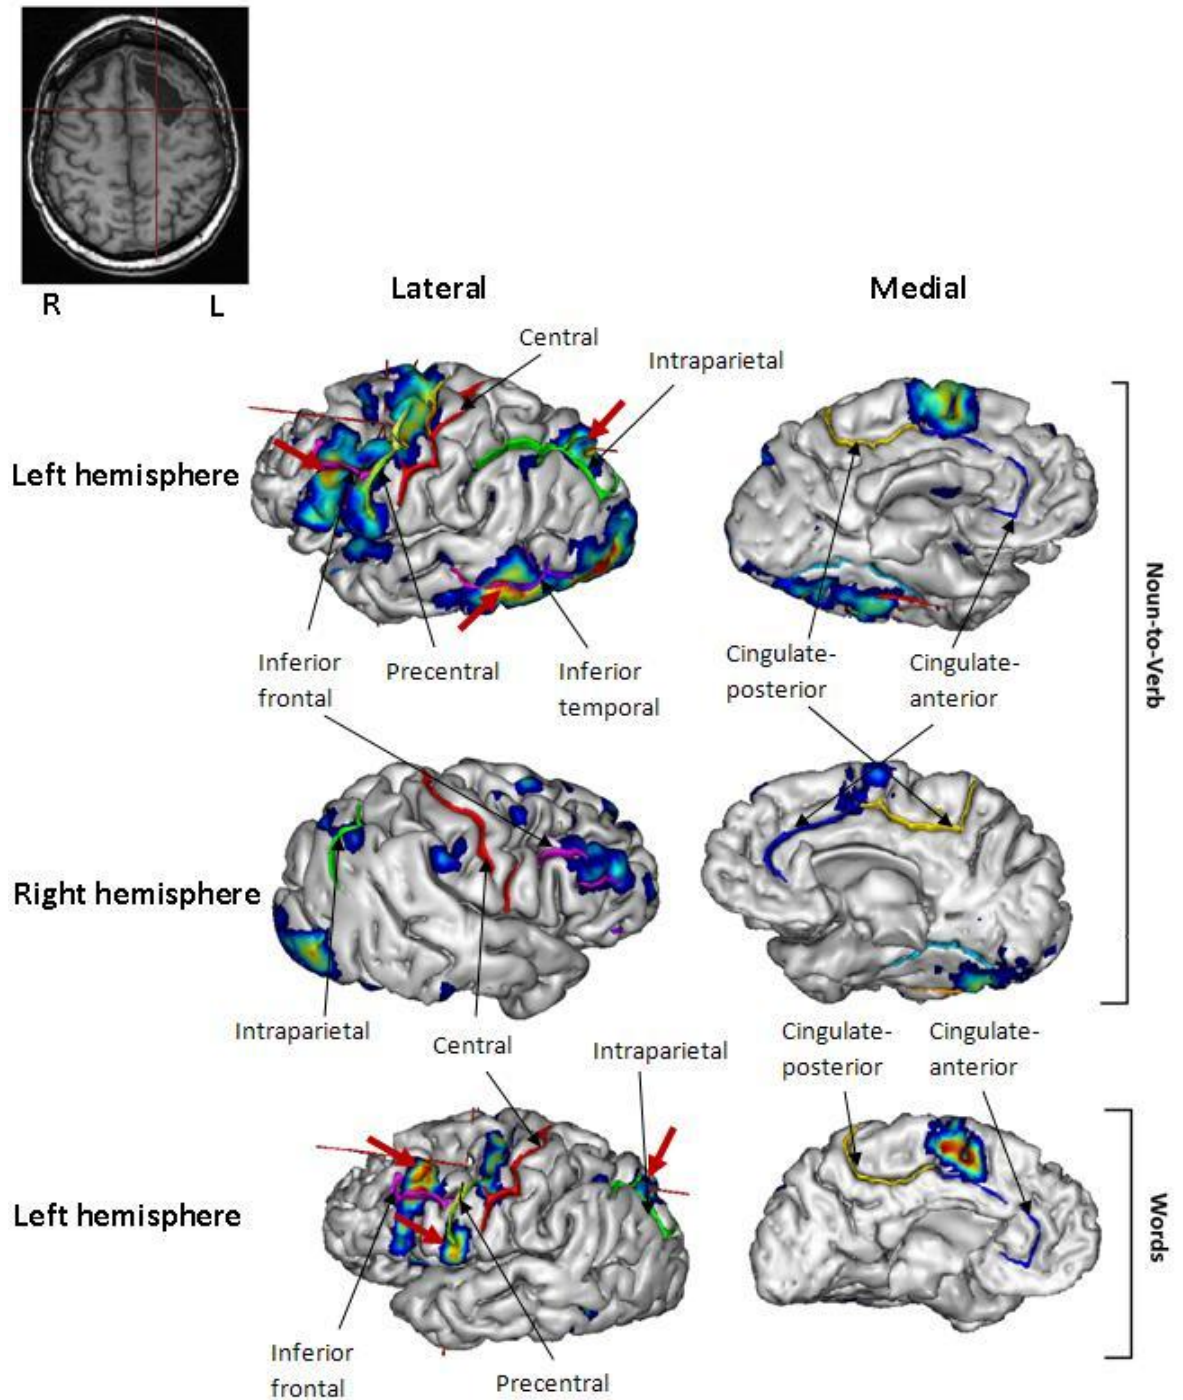 R
L
Lateral
Medial
Central
Intraparietal
Left hemisphere
Inferior
frontal
Precentral
Inferior
temporal
Cingulate-
posterior
Cingulate-
anterior
Noun-to-Verb
Right hemisphere
Intraparietal
Central
Intraparietal
Cingulate-
posterior
Cingulate-
anterior
Left hemisphere
Words
Inferior
frontal
Precentral